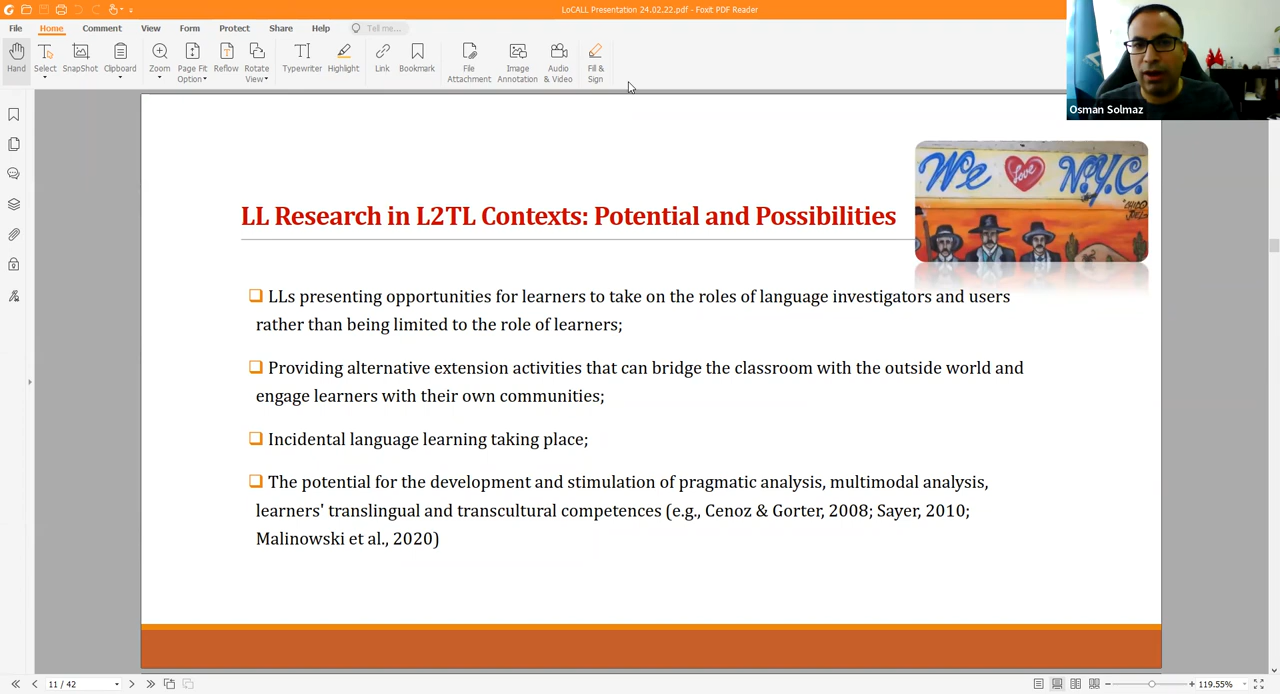 LoCALL Presentation 24.02.22.pdf - Foxit PDF Reader
File Home Comment View Form Protect Share Help Tell me...
Hand Select SnapShot Clipboard Zoom Page Fit Option Reflow Rotate View Typewriter Highlight Link Bookmark File Attachment Image Annotation Audio & Video Fill & Sign
Osman Solmaz
We Love N.Y.C.
CHICO
LL Research in L2TL Contexts: Potential and Possibilities
LLs presenting opportunities for learners to take on the roles of language investigators and users
rather than being limited to the role of learners;
Providing alternative extension activities that can bridge the classroom with the outside world and
engage learners with their own communities;
Incidental language learning taking place;
The potential for the development and stimulation of pragmatic analysis, multimodal analysis,
learners' translingual and transcultural competences (e.g., Cenoz & Gorter, 2008; Sayer, 2010;
Malinowski et al., 2020)
11 / 42
119.55%